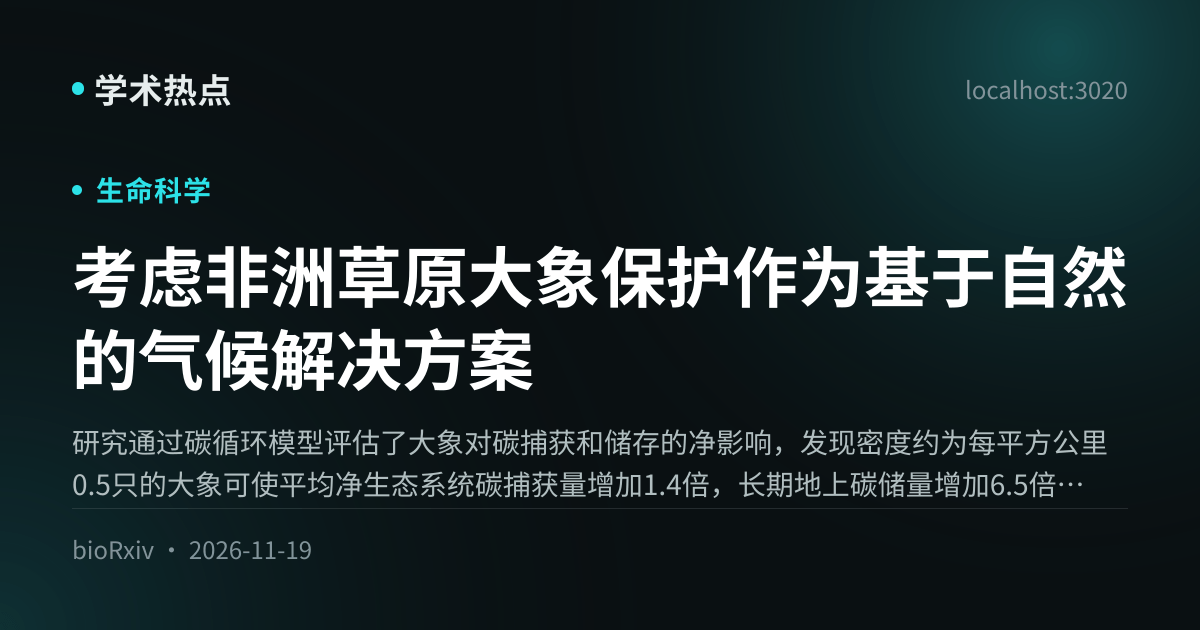 学术热点
localhost:3020
生命科学
考虑非洲草原大象保护作为基于自然
的气候解决方案
研究通过碳循环模型评估了大象对碳捕获和储存的净影响，发现密度约为每平方公里
0.5只的大象可使平均净生态系统碳捕获量增加1.4倍，长期地上碳储量增加6.5倍…
bioRxiv • 2026-11-19